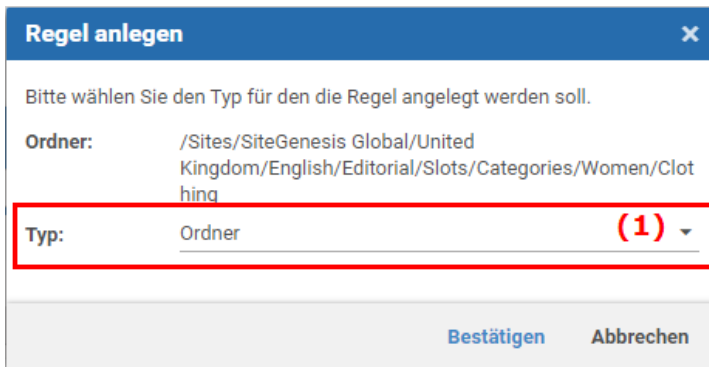 Regel anlegen ×
Bitte wählen Sie den Typ für den die Regel angelegt werden soll.
Ordner: /Sites/SiteGenesis Global/United
Kingdom/English/Editorial/Slots/Categories/Women/Clot
hing
Typ: Ordner (1)
Bestätigen Abbrechen